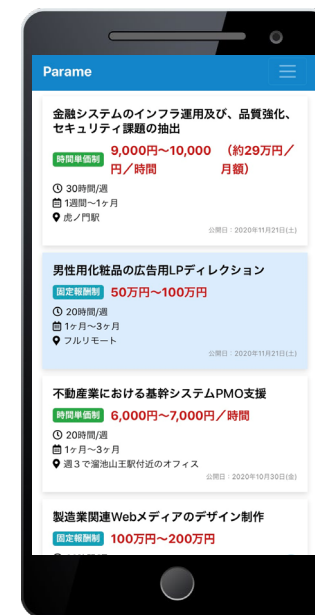 Parame
金融システムのインフラ運用及び、品質強化、
セキュリティ課題の抽出
時間単価制 9,000円〜10,000円/時間 (約29万円/月額)
30時間/週
1週間〜1ヶ月
虎ノ門駅
公開日:2020年11月21日(土)
男性用化粧品の広告用LPディレクション
固定報酬制 50万円〜100万円
20時間/週
1ヶ月〜3ヶ月
フルリモート
公開日:2020年11月21日(土)
不動産業における基幹システムPMO支援
時間単価制 6,000円〜7,000円/時間
20時間/週
1ヶ月〜3ヶ月
週3で溜池山王駅付近のオフィス
公開日:2020年10月30日(金)
製造業関連Webメディアのデザイン制作
固定報酬制 100万円〜200万円